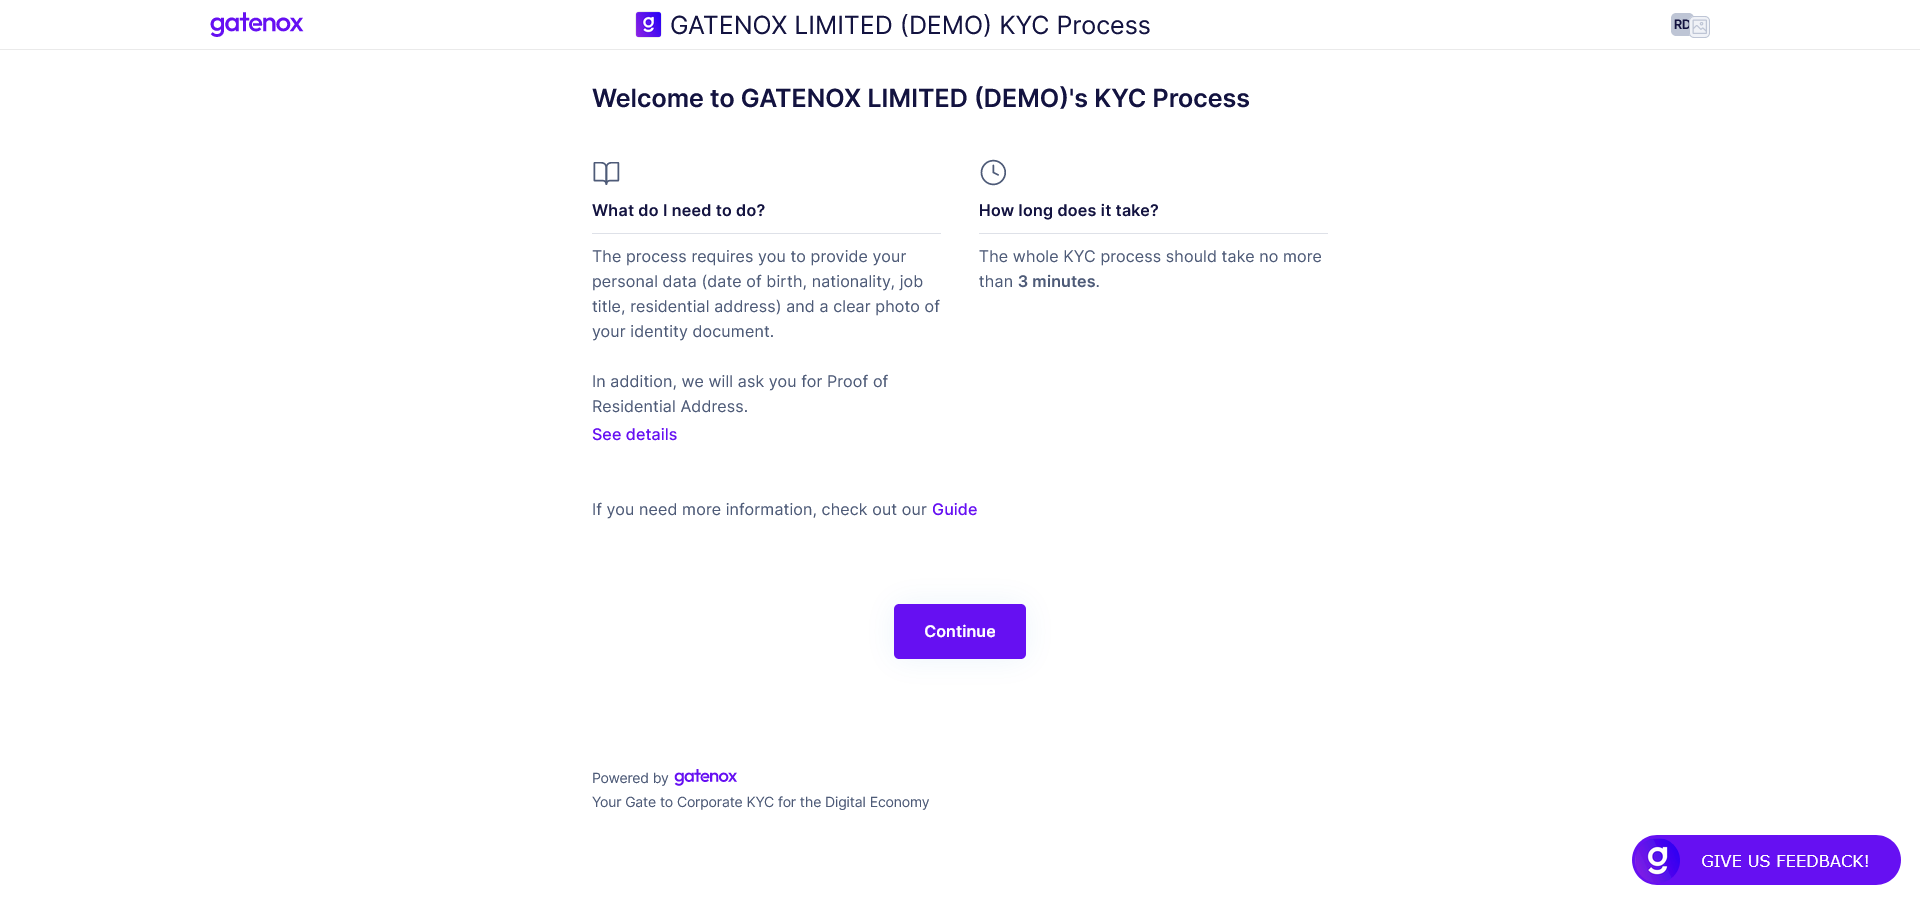 gatenox
g GATENOX LIMITED (DEMO) KYC Process
RD
Welcome to GATENOX LIMITED (DEMO)'s KYC Process
What do I need to do?
The process requires you to provide your
personal data (date of birth, nationality, job
title, residential address) and a clear photo of
your identity document.
In addition, we will ask you for Proof of
Residential Address.
See details
How long does it take?
The whole KYC process should take no more
than 3 minutes.
If you need more information, check out our Guide
Continue
Powered by gatenox
Your Gate to Corporate KYC for the Digital Economy
g GIVE US FEEDBACK!